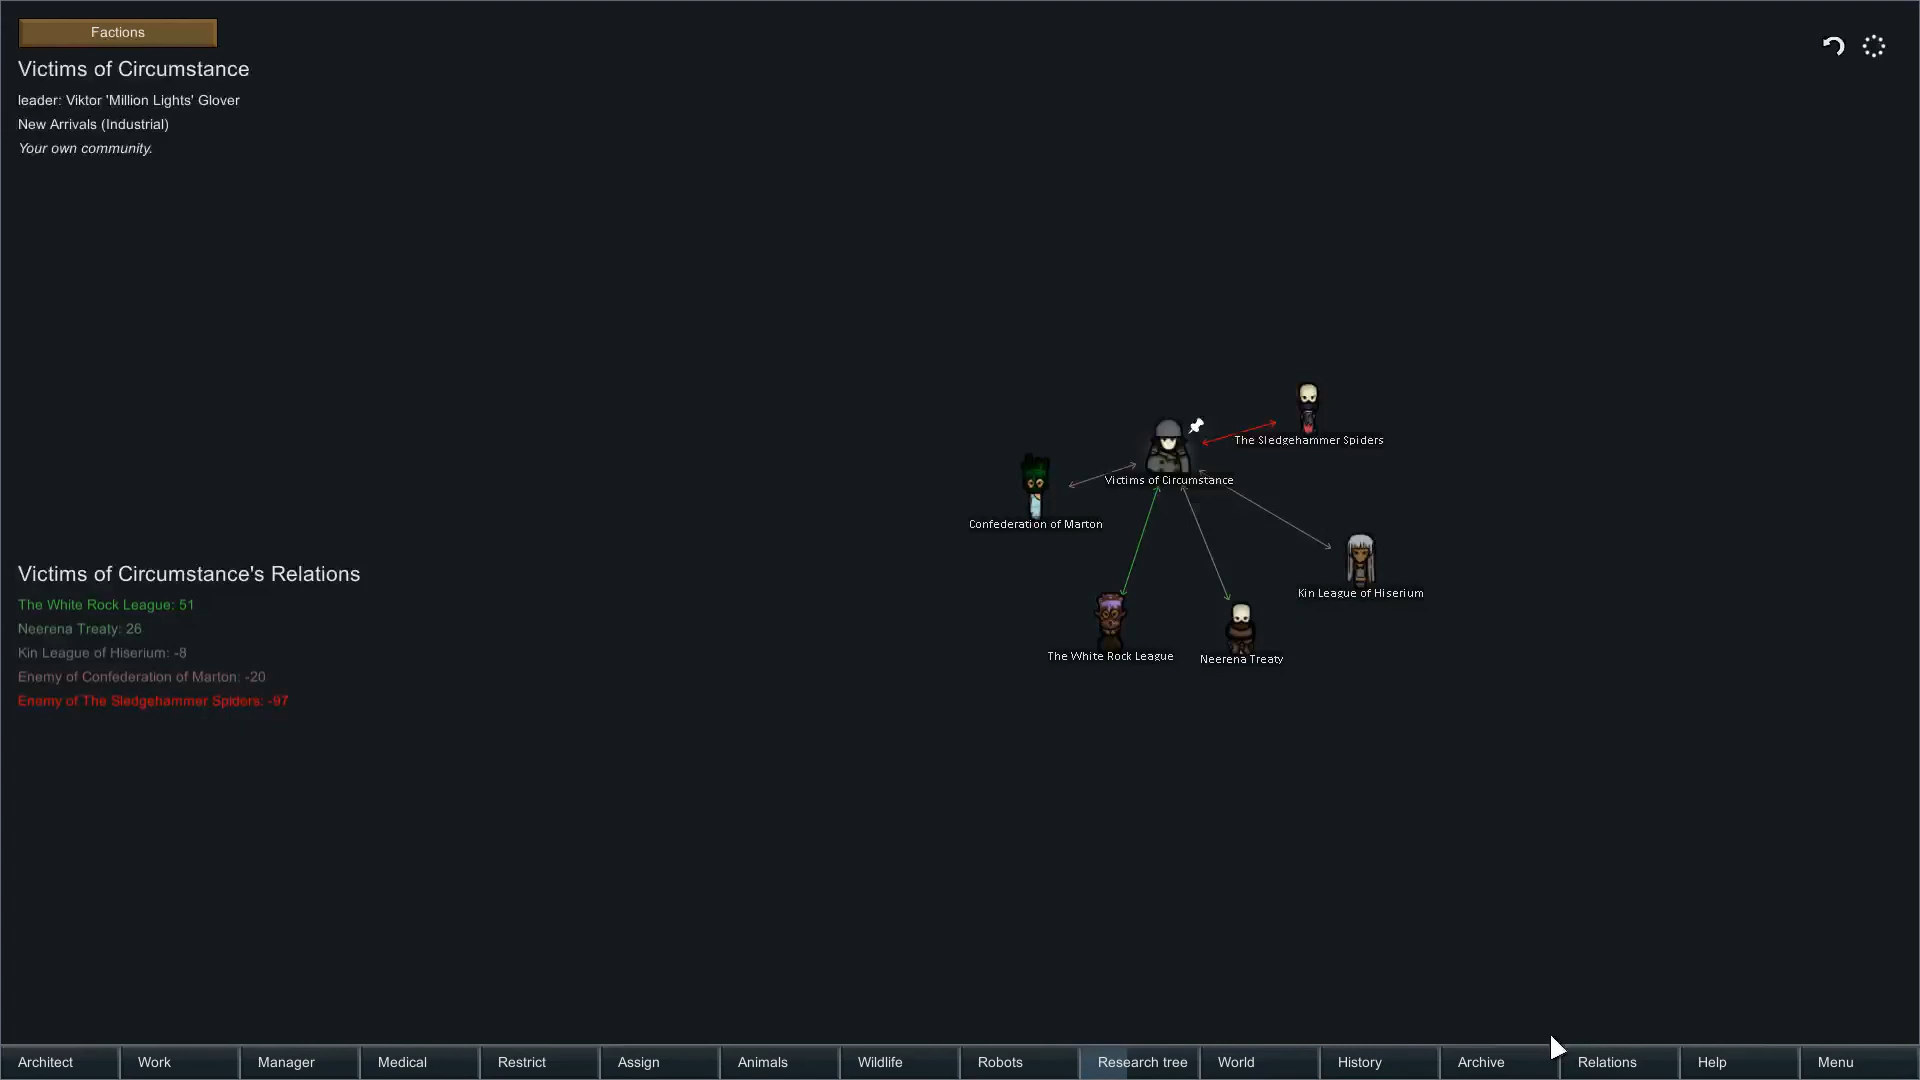 Factions
Victims of Circumstance
leader: Viktor 'Million Lights' Glover
New Arrivals (Industrial)
Your own community.
The Sledgehammer Spiders
Victims of Circumstance
Confederation of Marton
Kin League of Hiserium
The White Rock League
Neerena Treaty
Victims of Circumstance's Relations
The White Rock League: 51
Neerena Treaty: 26
Kin League of Hiserium: -8
Enemy of Confederation of Marton: -20
Enemy of The Sledgehammer Spiders: -97
Architect Work Manager Medical Restrict Assign Animals Wildlife Robots Research tree World History Archive Relations Help Menu